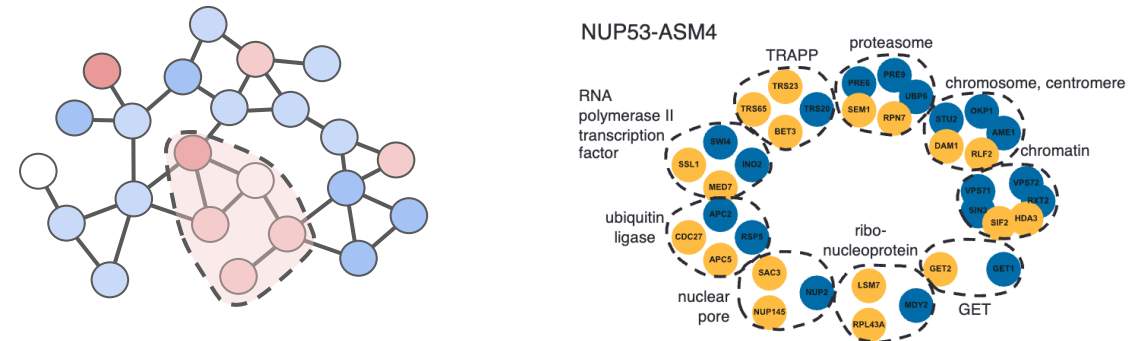 NUP53-ASM4
TRAPP
proteasome
chromosome, centromere
chromatin
RNA
polymerase II
transcription
factor
ubiquitin
ligase
nuclear
pore
ribo-
nucleoprotein
GET
TRS23
TRS65
TRS20
BET3
PRE6
PRE9
UBP6
SEM1
RPN7
STU2
OKP1
AME1
DAM1
RLF2
VPS71
VPS72
RXT2
SIN3
SIF2
HDA3
SWI4
SSL1
INO2
MED7
APC2
CDC27
RSP5
APC5
SAC3
NUP2
NUP145
LSM7
MDY2
RPL43A
GET2
GET1